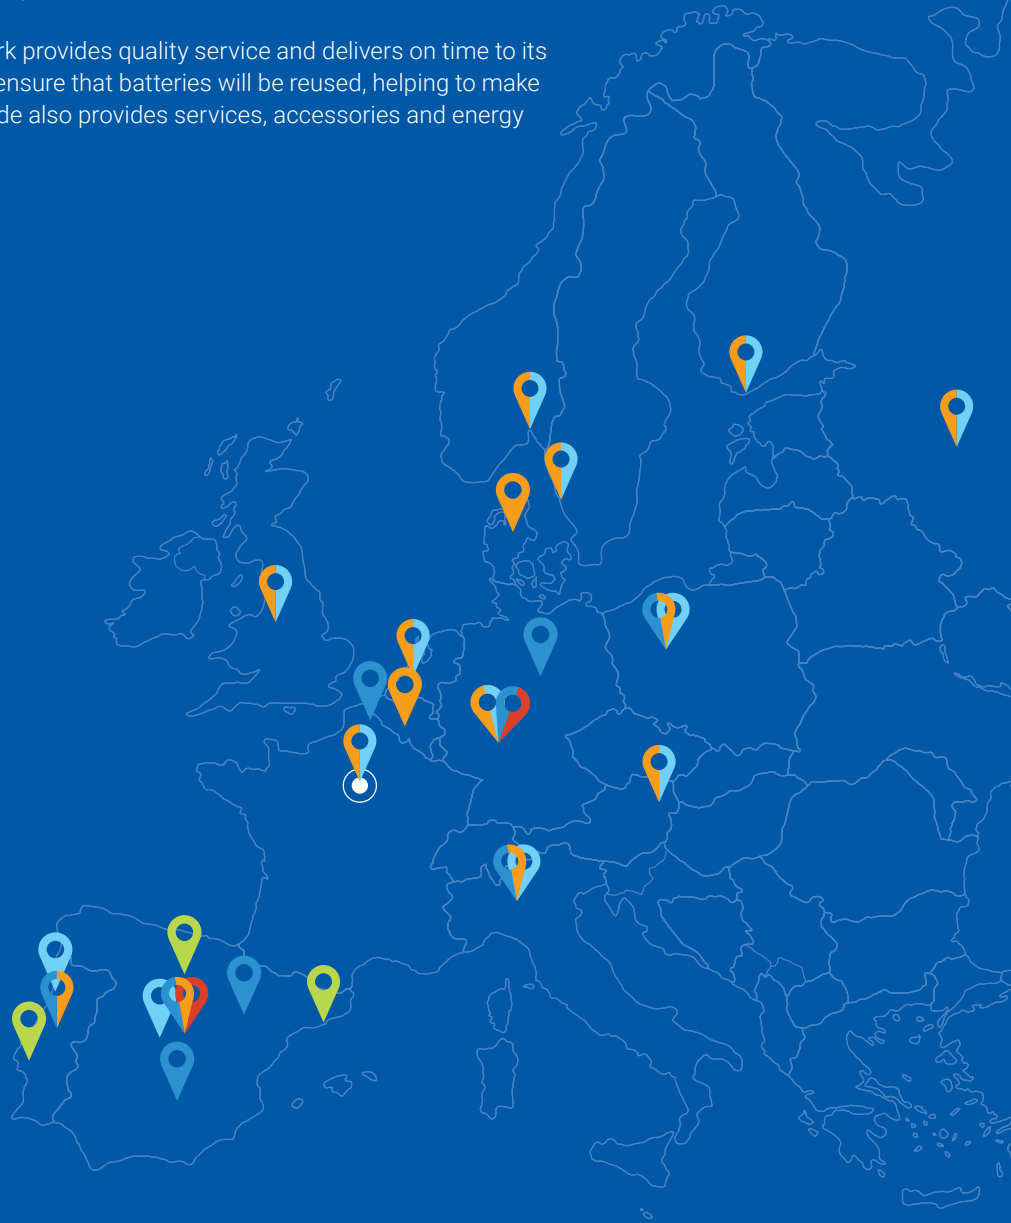 rk provides quality service and delivers on time to its
ensure that batteries will be reused, helping to make
de also provides services, accessories and energy